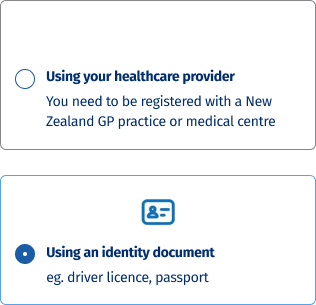 Using your healthcare provider
You need to be registered with a New
Zealand GP practice or medical centre
Using an identity document
eg. driver licence, passport